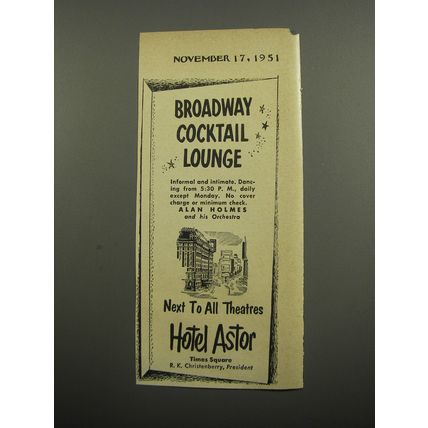 NOVEMBER 17, 1951
BROADWAY
COCKTAIL
LOUNGE
Informal and intimate. Danc-
ing from 5:30 P. M., daily
except Monday. No cover
charge or minimum check.
ALAN HOLMES
and his Orchestra
Next To All Theatres
Hotel Astor
Times Square
R. K. Christenberry, President